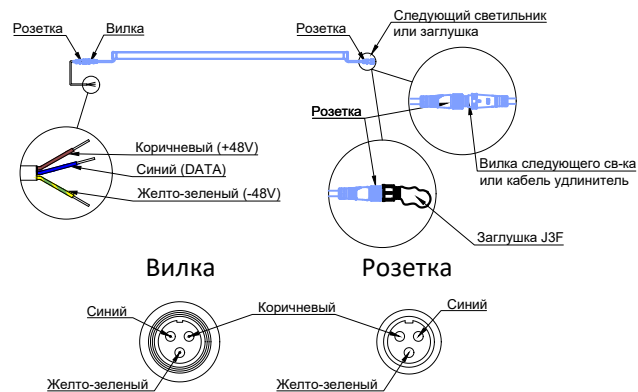 Розетка
Вилка
Следующий светильник
или заглушка
Розетка
Коричневый (+48V)
Синий (DATA)
Желто-зеленый (-48V)
Вилка следующего св-ка
или кабель удлинитель
Заглушка J3F
Вилка
Розетка
Синий
Коричневый
Синий
Желто-зеленый
Желто-зеленый